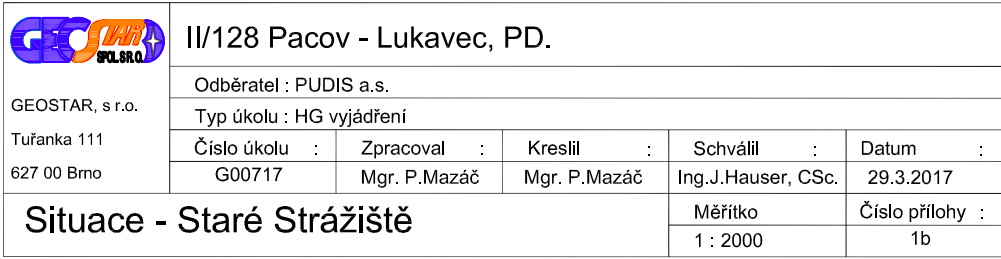 GEOSTAR
SPOL.S R.O.
II/128 Pacov - Lukavec, PD.
Odběratel : PUDIS a.s.
GEOSTAR, s r.o.
Tuřanka 111
627 00 Brno
Typ úkolu : HG vyjádření
Číslo úkolu : Zpracoval : Kreslil : Schválil : Datum :
G00717 Mgr. P.Mazáč Mgr. P.Mazáč Ing.J.Hauser, CSc. 29.3.2017
Situace - Staré Strážiště
Měřítko Číslo přílohy :
1 : 2000 1b